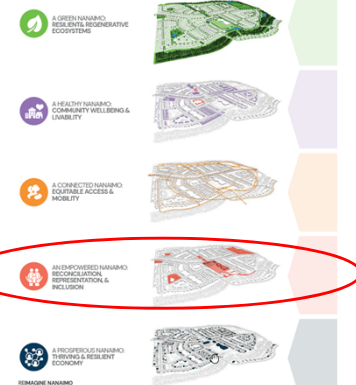 A GREEN NANAIMO:
RESILIENT& REGENERATIVE
ECOSYSTEMS
A HEALTHY NANAIMO:
COMMUNITY WELLBEING &
LIVABILITY
A CONNECTED NANAIMO:
EQUITABLE ACCESS &
MOBILITY
AN EMPOWERED NANAIMO:
RECONCILIATION,
REPRESENTATION, &
INCLUSION
A PROSPEROUS NANAIMO:
THRIVING & RESILIENT
ECONOMY
REIMAGINE NANAIMO